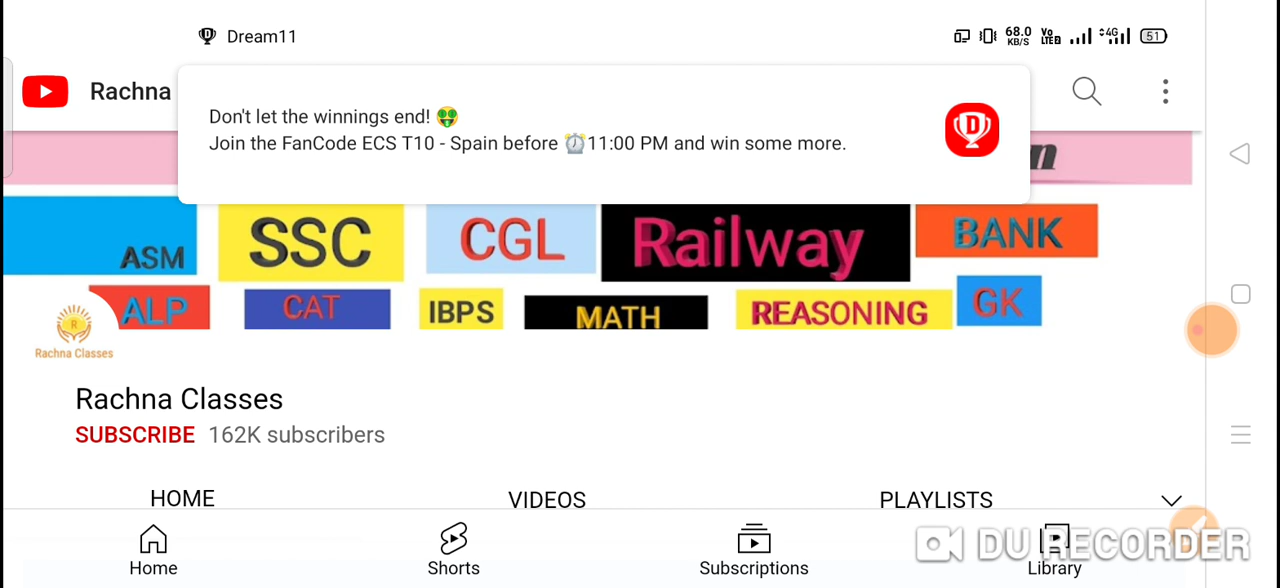 Dream11
68.0 KB/S
Vo LTE2
4G
51
Rachna
Don't let the winnings end! 🤑
Join the FanCode ECS T10 - Spain before ⏰11:00 PM and win some more.
n
ASM SSC CGL Railway BANK
ALP CAT IBPS MATH REASONING GK
R
Rachna Classes
Rachna Classes
SUBSCRIBE 162K subscribers
HOME VIDEOS PLAYLISTS
Home Shorts Subscriptions Library
DU RECORDER